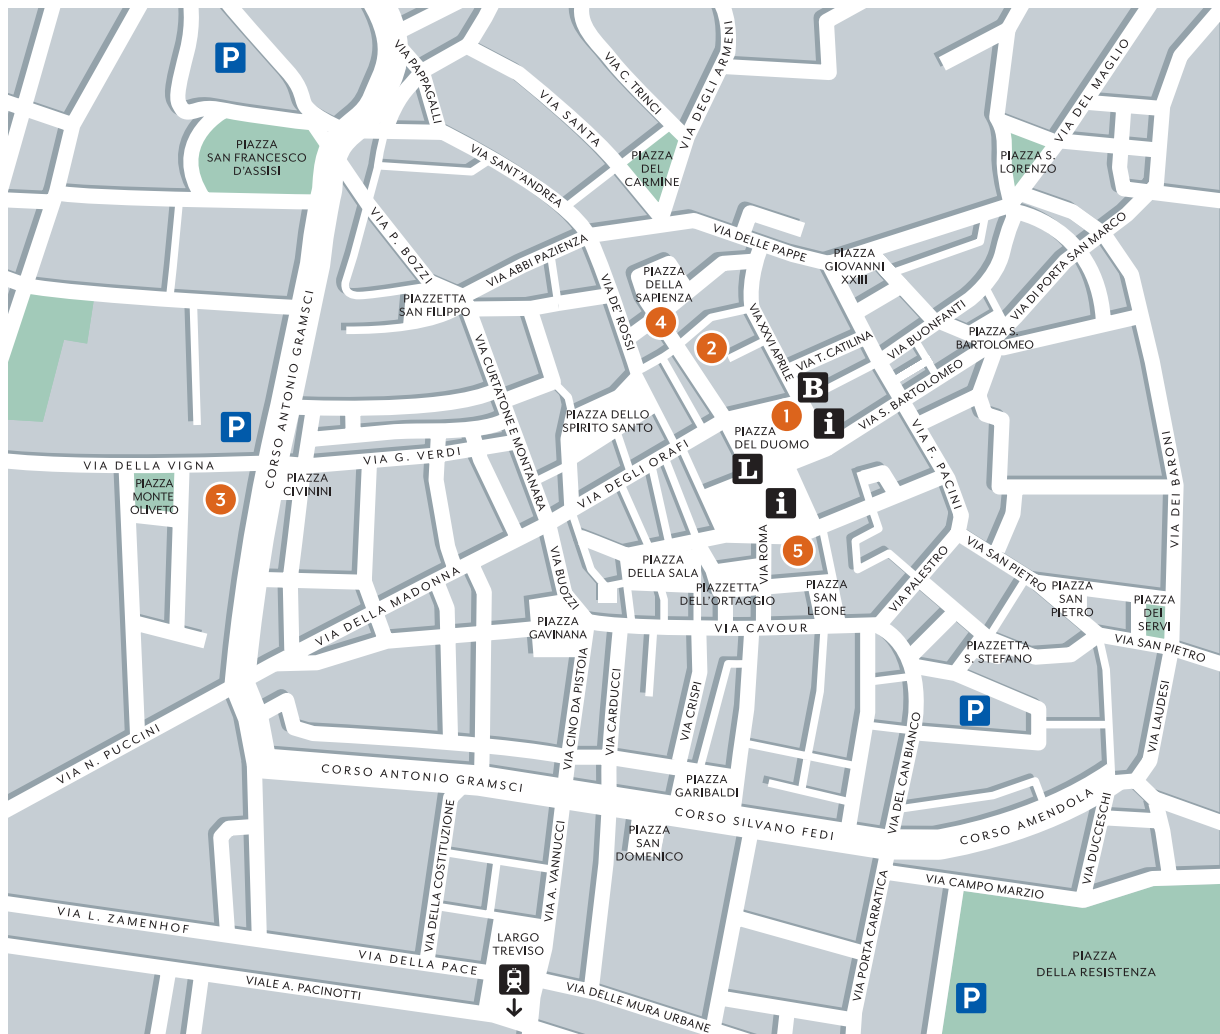 P
VIA PAPPAGALLI
VIA SANTA
VIA C. TRINCI
VIA DEGLI ARMENI
VIA DEL MAGLIO
PIAZZA
SAN FRANCESCO
D'ASSISI
VIA SANT'ANDREA
PIAZZA
DEL
CARMINE
PIAZZA S.
LORENZO
VIA P. BOZZI
VIA ABBI PAZIENZA
VIA DELLE PAPPE
PIAZZA
GIOVANNI
XXIII
VIA DI PORTA SAN MARCO
PIAZZA
DELLA
SAPIENZA
PIAZZETTA
SAN FILIPPO
VIA DE' ROSSI
4
2
VIA XXVI APRILE
VIA T. CATILINA
VIA BUONFANTI
PIAZZA S.
BARTOLOMEO
CORSO ANTONIO GRAMSCI
VIA CURTATONE E MONTANARA
B
1
i
VIA S. BARTOLOMEO
PIAZZA DELLO
SPIRITO SANTO
PIAZZA
DEL DUOMO
P
VIA DELLA VIGNA
VIA G. VERDI
VIA DEGLI ORAFI
L
VIA F. PACINI
VIA DEI BARONI
PIAZZA
MONTE
OLIVETO
3
PIAZZA
CIVININI
i
VIA ROMA
5
VIA DELLA MADONNA
VIA BUOZZI
PIAZZA
DELLA SALA
PIAZZETTA
DELL'ORTAGGIO
PIAZZA
SAN
LEONE
VIA PALESTRO
VIA SAN PIETRO
PIAZZA
SAN
PIETRO
PIAZZA
DEI
SERVI
PIAZZA
GAVINANA
VIA CAVOUR
PIAZZETTA
S. STEFANO
VIA SAN PIETRO
VIA N. PUCCINI
VIA CINO DA PISTOIA
VIA CARDUCCI
VIA CRISPI
VIA DEL CAN BIANCO
P
VIA LAUDESI
CORSO ANTONIO GRAMSCI
PIAZZA
GARIBALDI
CORSO SILVANO FEDI
CORSO AMENDOLA
VIA DELLA COSTITUZIONE
VIA A. VANNUCCI
PIAZZA
SAN
DOMENICO
VIA DUCCESCHI
VIA CAMPO MARZIO
VIA PORTA CARRATICA
VIA L. ZAMENHOF
VIA DELLA PACE
LARGO
TREVISO
VIALE A. PACINOTTI
VIA DELLE MURA URBANE
PIAZZA
DELLA RESISTENZA
P